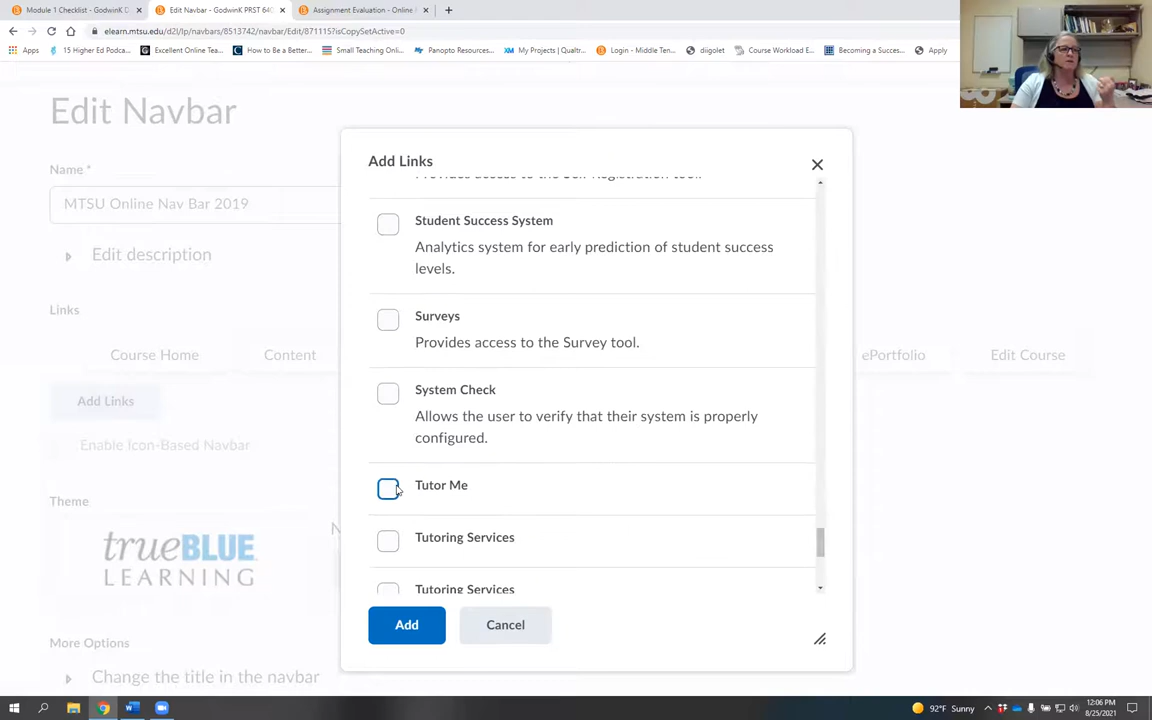 Module 1 Checklist - GodwinK D
Edit Navbar - GodwinK PRST 64C
Assignment Evaluation - Online
elearn.mtsu.edu/d2l/lp/navbars/8513742/navbar/Edit/871115?isCopySetActive=0
Apps
15 Higher Ed Podca...
Excellent Online Tea...
How to Be a Better...
Small Teaching Onli...
Panopto Resources...
My Projects | Qualtr...
Login - Middle Ten...
diigolet
Course Workload E...
Becoming a Succes...
Apply
Edit Navbar
Name *
MTSU Online Nav Bar 2019
Edit description
Links
Course Home
Content
ePortfolio
Edit Course
Add Links
Enable Icon-Based Navbar
Theme
trueBLUE
LEARNING
More Options
Change the title in the navbar
Add Links
Provides access to the Self Registration tool.
Student Success System
Analytics system for early prediction of student success
levels.
Surveys
Provides access to the Survey tool.
System Check
Allows the user to verify that their system is properly
configured.
Tutor Me
Tutoring Services
Tutoring Services
Add
Cancel
92°F Sunny
12:06 PM
8/25/2021